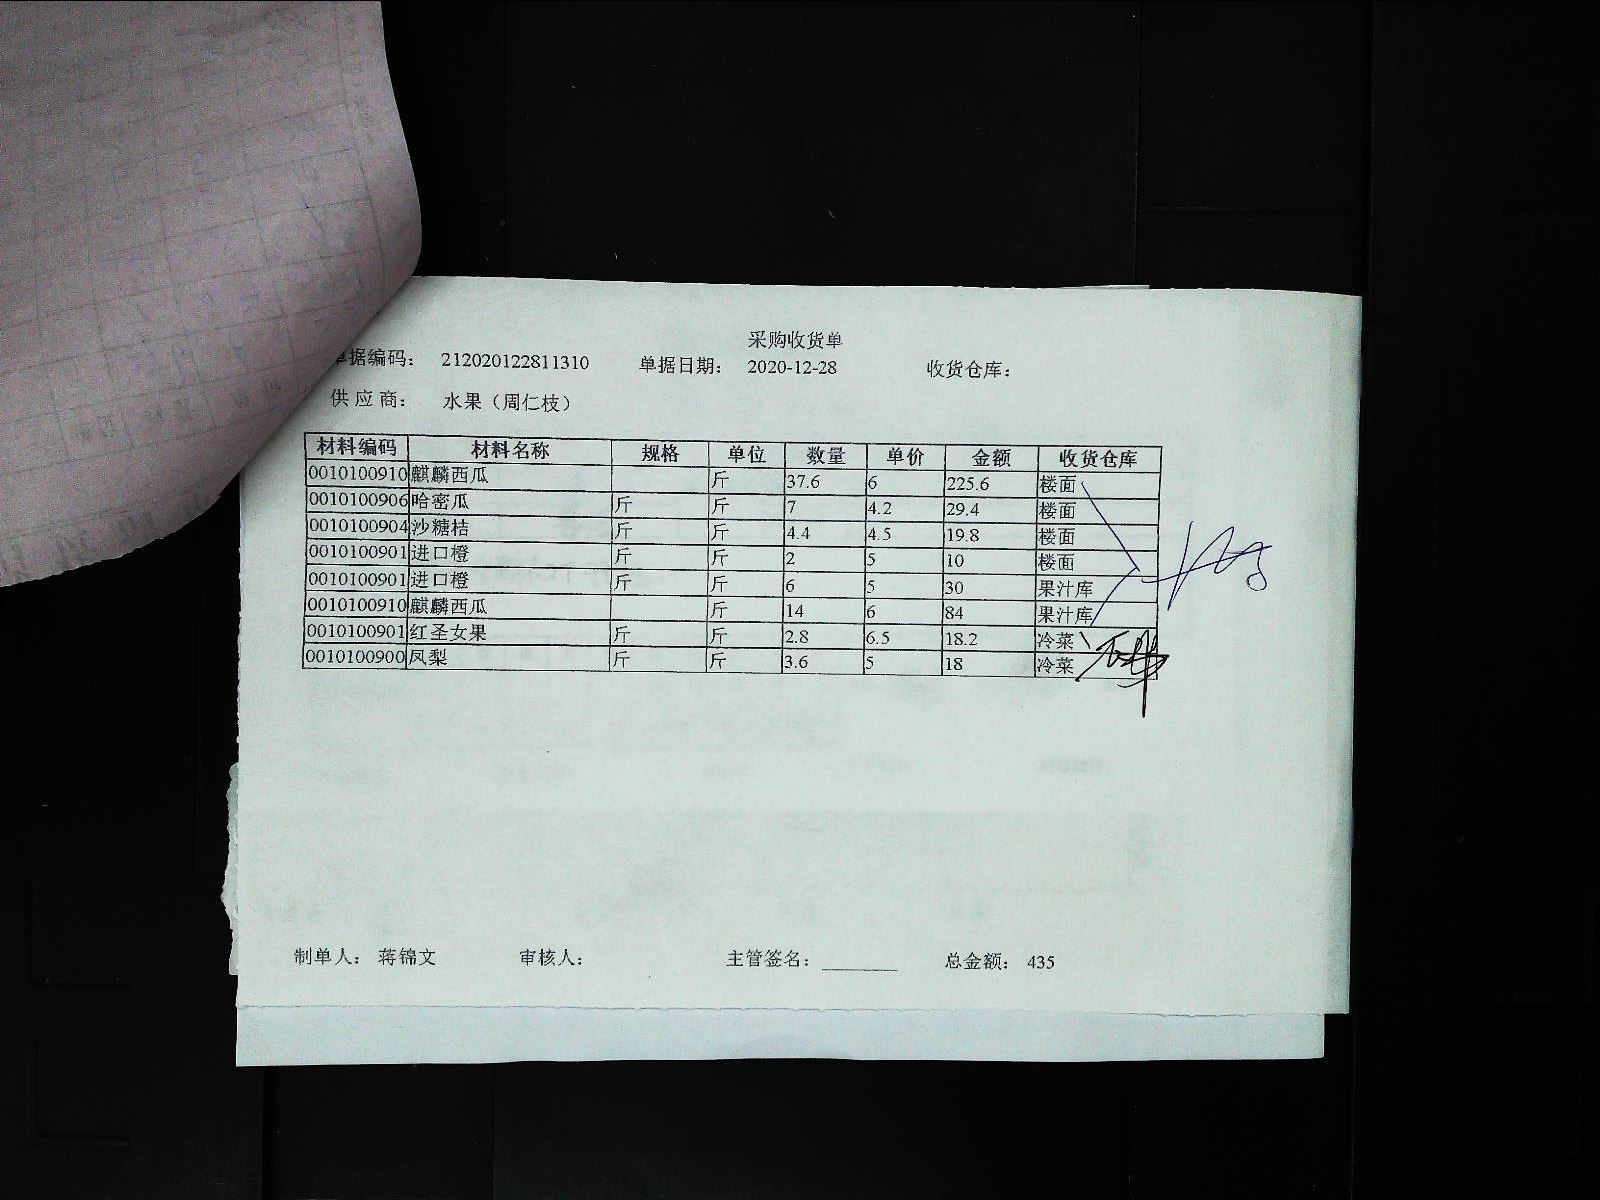 采购收货单
单据编码： 212020122811310 单据日期： 2020-12-28 收货仓库：
供应商： 水果（周仁枝）
材料编码 材料名称 规格 单位 数量 单价 金额 收货仓库
0010100910 麒麟西瓜 斤 37.6 6 225.6 楼面
0010100906 哈密瓜 斤 斤 7 4.2 29.4 楼面
0010100904 沙糖桔 斤 斤 4.4 4.5 19.8 楼面
0010100901 进口橙 斤 斤 2 5 10 楼面
0010100901 进口橙 斤 斤 6 5 30 果汁库
0010100910 麒麟西瓜 斤 14 6 84 果汁库
0010100901 红圣女果 斤 斤 2.8 6.5 18.2 冷菜
0010100900 凤梨 斤 斤 3.6 5 18 冷菜
制单人： 蒋锦文 审核人： 主管签名： 总金额： 435